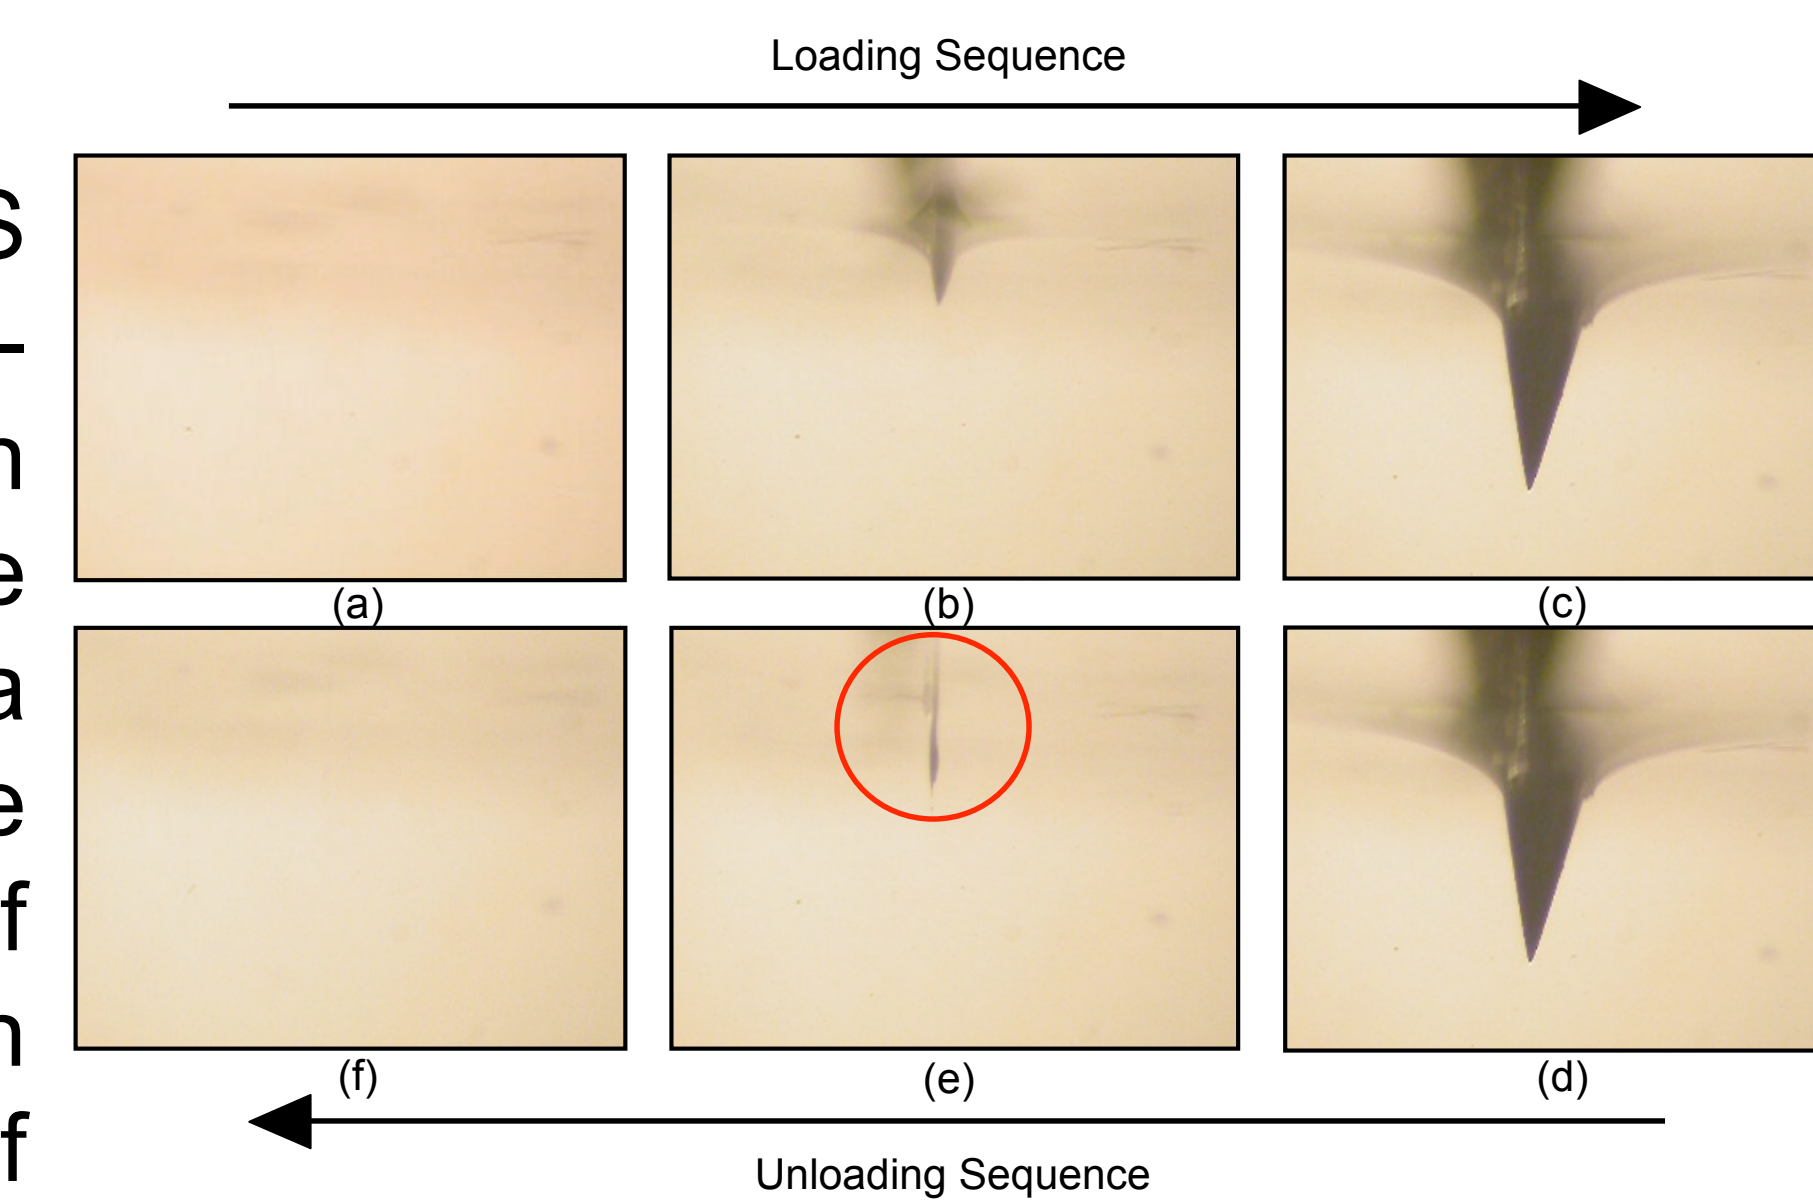 Loading Sequence
(a)
(b)
(c)
(f)
(e)
(d)
Unloading Sequence